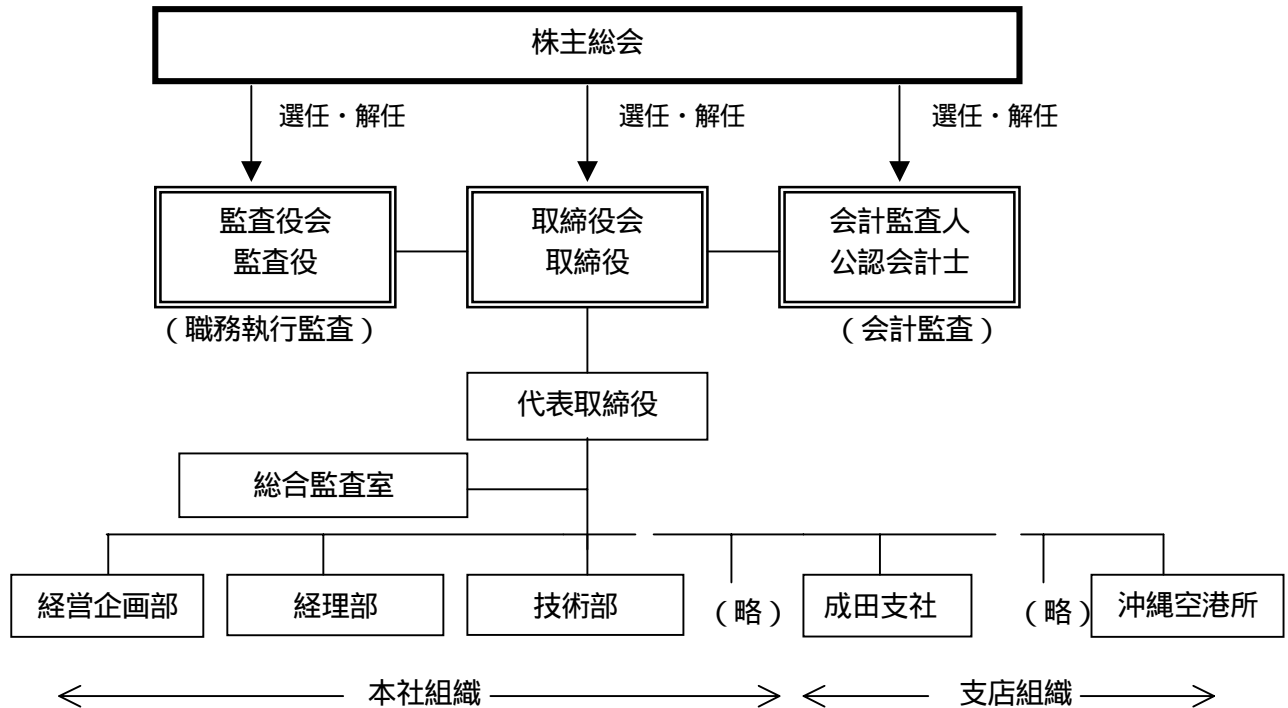 株主総会
選任・解任
選任・解任
選任・解任
監査役会
監査役
取締役会
取締役
会計監査人
公認会計士
(職務執行監査)
(会計監査)
代表取締役
総合監査室
経営企画部
経理部
技術部
(略)
成田支社
(略)
沖縄空港所
本社組織
支店組織